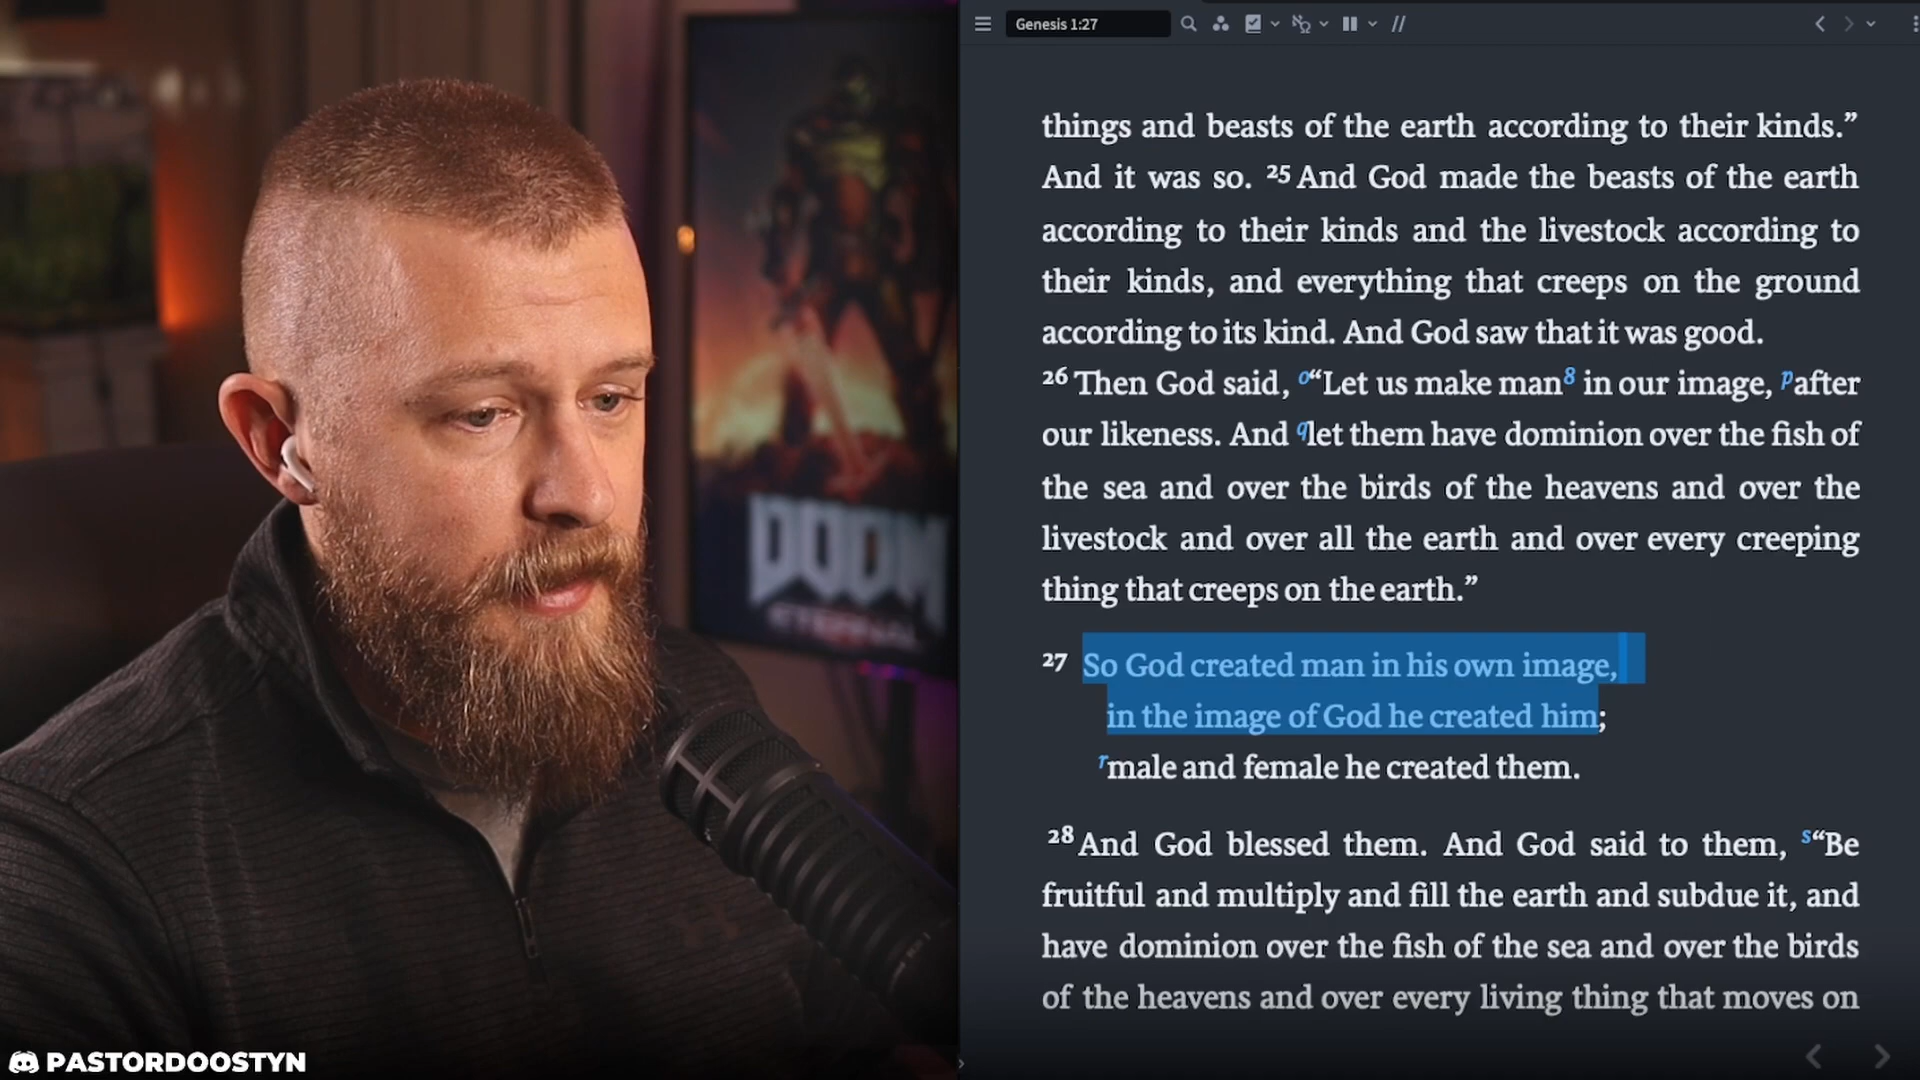 Genesis 1:27
things and beasts of the earth according to their kinds.”
And it was so. 25 And God made the beasts of the earth
according to their kinds and the livestock according to
their kinds, and everything that creeps on the ground
according to its kind. And God saw that it was good.
26 Then God said, o“Let us make man8 in our image, pafter
our likeness. And qlet them have dominion over the fish of
the sea and over the birds of the heavens and over the
livestock and over all the earth and over every creeping
thing that creeps on the earth.”
27 So God created man in his own image,
in the image of God he created him;
rmale and female he created them.
28 And God blessed them. And God said to them, s“Be
fruitful and multiply and fill the earth and subdue it, and
have dominion over the fish of the sea and over the birds
of the heavens and over every living thing that moves on
DOOM
ETERNAL
PASTORDOOSTYN